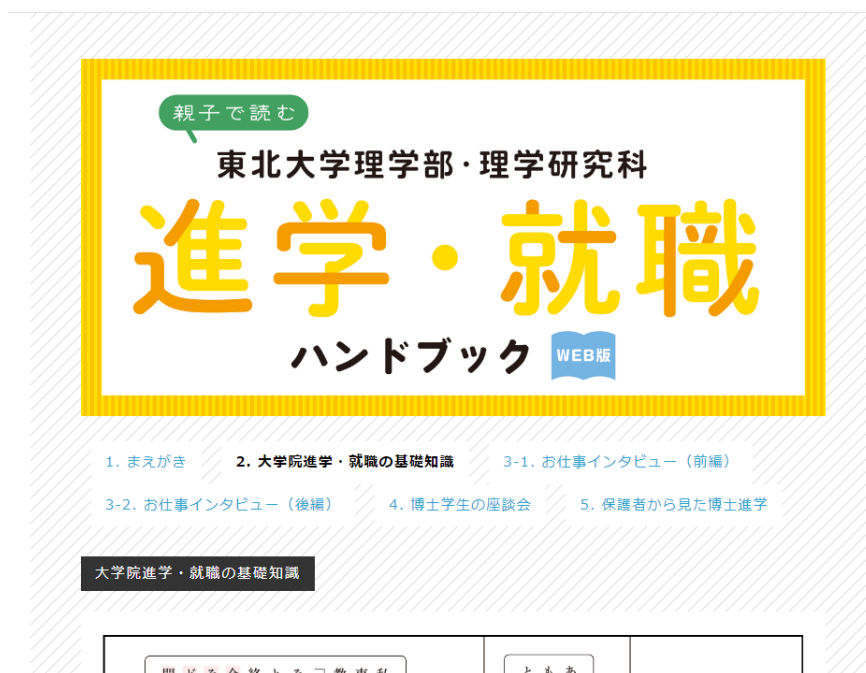 親子で読む
東北大学理学部・理学研究科
進学・就職
ハンドブック WEB版
1. まえがき 2. 大学院進学・就職の基礎知識 3-1. お仕事インタビュー（前編）
3-2. お仕事インタビュー（後編） 4. 博士学生の座談会 5. 保護者から見た博士進学
大学院進学・就職の基礎知識